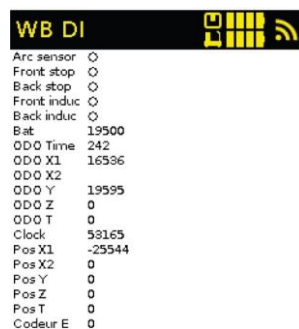 WB DI
Arc sensor
Front stop
Back stop
Front induc
Back induc
Bat 19500
ODO Time 242
ODO X1 16536
ODO X2
ODO Y 19595
ODO Z 0
ODO T 0
Clock 53165
Pos X1 -25544
Pos X2 0
Pos Y 0
Pos Z 0
Pos T 0
Codeur E 0